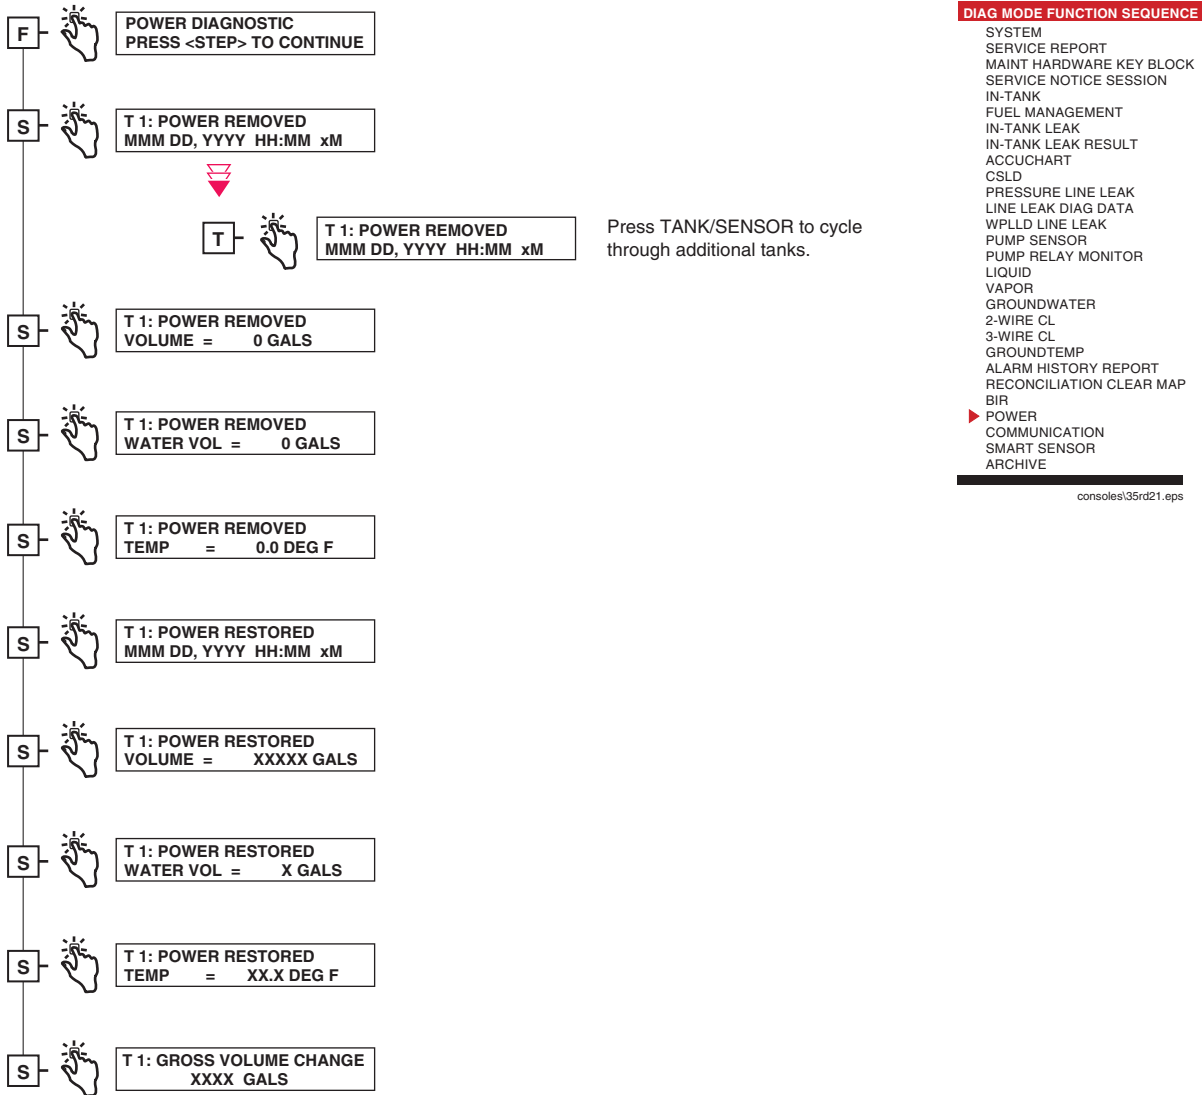 F
POWER DIAGNOSTIC
PRESS <STEP> TO CONTINUE
S
T 1: POWER REMOVED
MMM DD, YYYY HH:MM xM
T
T 1: POWER REMOVED
MMM DD, YYYY HH:MM xM
Press TANK/SENSOR to cycle
through additional tanks.
S
T 1: POWER REMOVED
VOLUME = 0 GALS
S
T 1: POWER REMOVED
WATER VOL = 0 GALS
S
T 1: POWER REMOVED
TEMP = 0.0 DEG F
S
T 1: POWER RESTORED
MMM DD, YYYY HH:MM xM
S
T 1: POWER RESTORED
VOLUME = XXXXX GALS
S
T 1: POWER RESTORED
WATER VOL = X GALS
S
T 1: POWER RESTORED
TEMP = XX.X DEG F
S
T 1: GROSS VOLUME CHANGE
XXXX GALS
DIAG MODE FUNCTION SEQUENCE
SYSTEM
SERVICE REPORT
MAINT HARDWARE KEY BLOCK
SERVICE NOTICE SESSION
IN-TANK
FUEL MANAGEMENT
IN-TANK LEAK
IN-TANK LEAK RESULT
ACCUCHART
CSLD
PRESSURE LINE LEAK
LINE LEAK DIAG DATA
WPLLD LINE LEAK
PUMP SENSOR
PUMP RELAY MONITOR
LIQUID
VAPOR
GROUNDWATER
2-WIRE CL
3-WIRE CL
GROUNDTEMP
ALARM HISTORY REPORT
RECONCILIATION CLEAR MAP
BIR
POWER
COMMUNICATION
SMART SENSOR
ARCHIVE
consoles\35rd21.eps